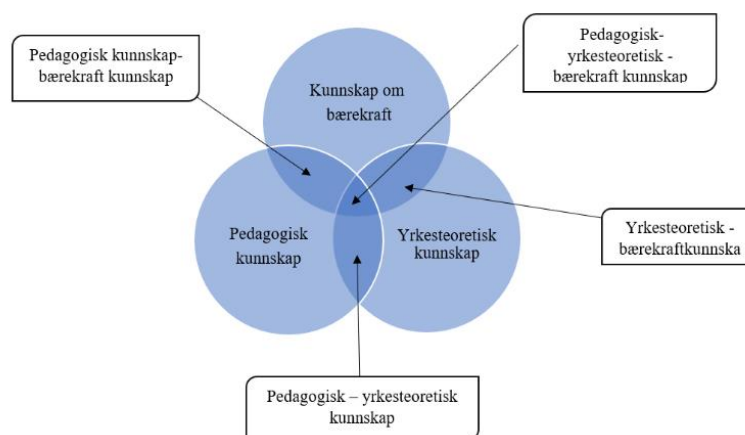 Pedagogisk kunnskap-
bærekraft kunnskap
Pedagogisk-
yrkesteoretisk -
bærekraft kunnskap
Kunnskap om
bærekraft
Pedagogisk
kunnskap
Yrkesteoretisk
kunnskap
Yrkesteoretisk -
bærekraftkunnska
Pedagogisk – yrkesteoretisk
kunnskap